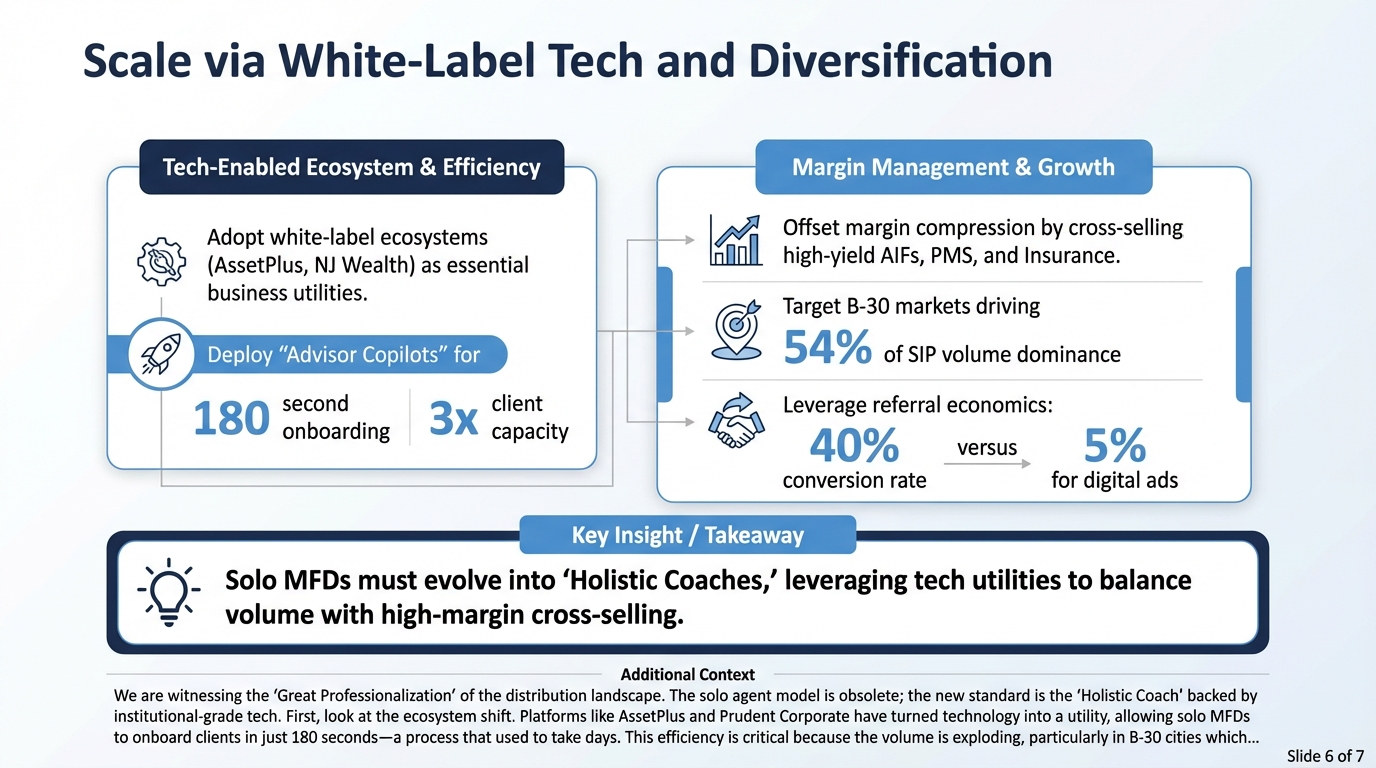 Scale via White-Label Tech and Diversification
Tech-Enabled Ecosystem & Efficiency
Adopt white-label ecosystems
(AssetPlus, NJ Wealth) as essential
business utilities.
Deploy “Advisor Copilots” for
180 second
onboarding
3x client
capacity
Margin Management & Growth
Offset margin compression by cross-selling
high-yield AIFs, PMS, and Insurance.
Target B-30 markets driving
54% of SIP volume dominance
Leverage referral economics:
40% versus 5%
conversion rate for digital ads
Key Insight / Takeaway
Solo MFDs must evolve into ‘Holistic Coaches,’ leveraging tech utilities to balance
volume with high-margin cross-selling.
Additional Context
We are witnessing the ‘Great Professionalization’ of the distribution landscape. The solo agent model is obsolete; the new standard is the ‘Holistic Coach’ backed by
institutional-grade tech. First, look at the ecosystem shift. Platforms like AssetPlus and Prudent Corporate have turned technology into a utility, allowing solo MFDs
to onboard clients in just 180 seconds—a process that used to take days. This efficiency is critical because the volume is exploding, particularly in B-30 cities which...
Slide 6 of 7